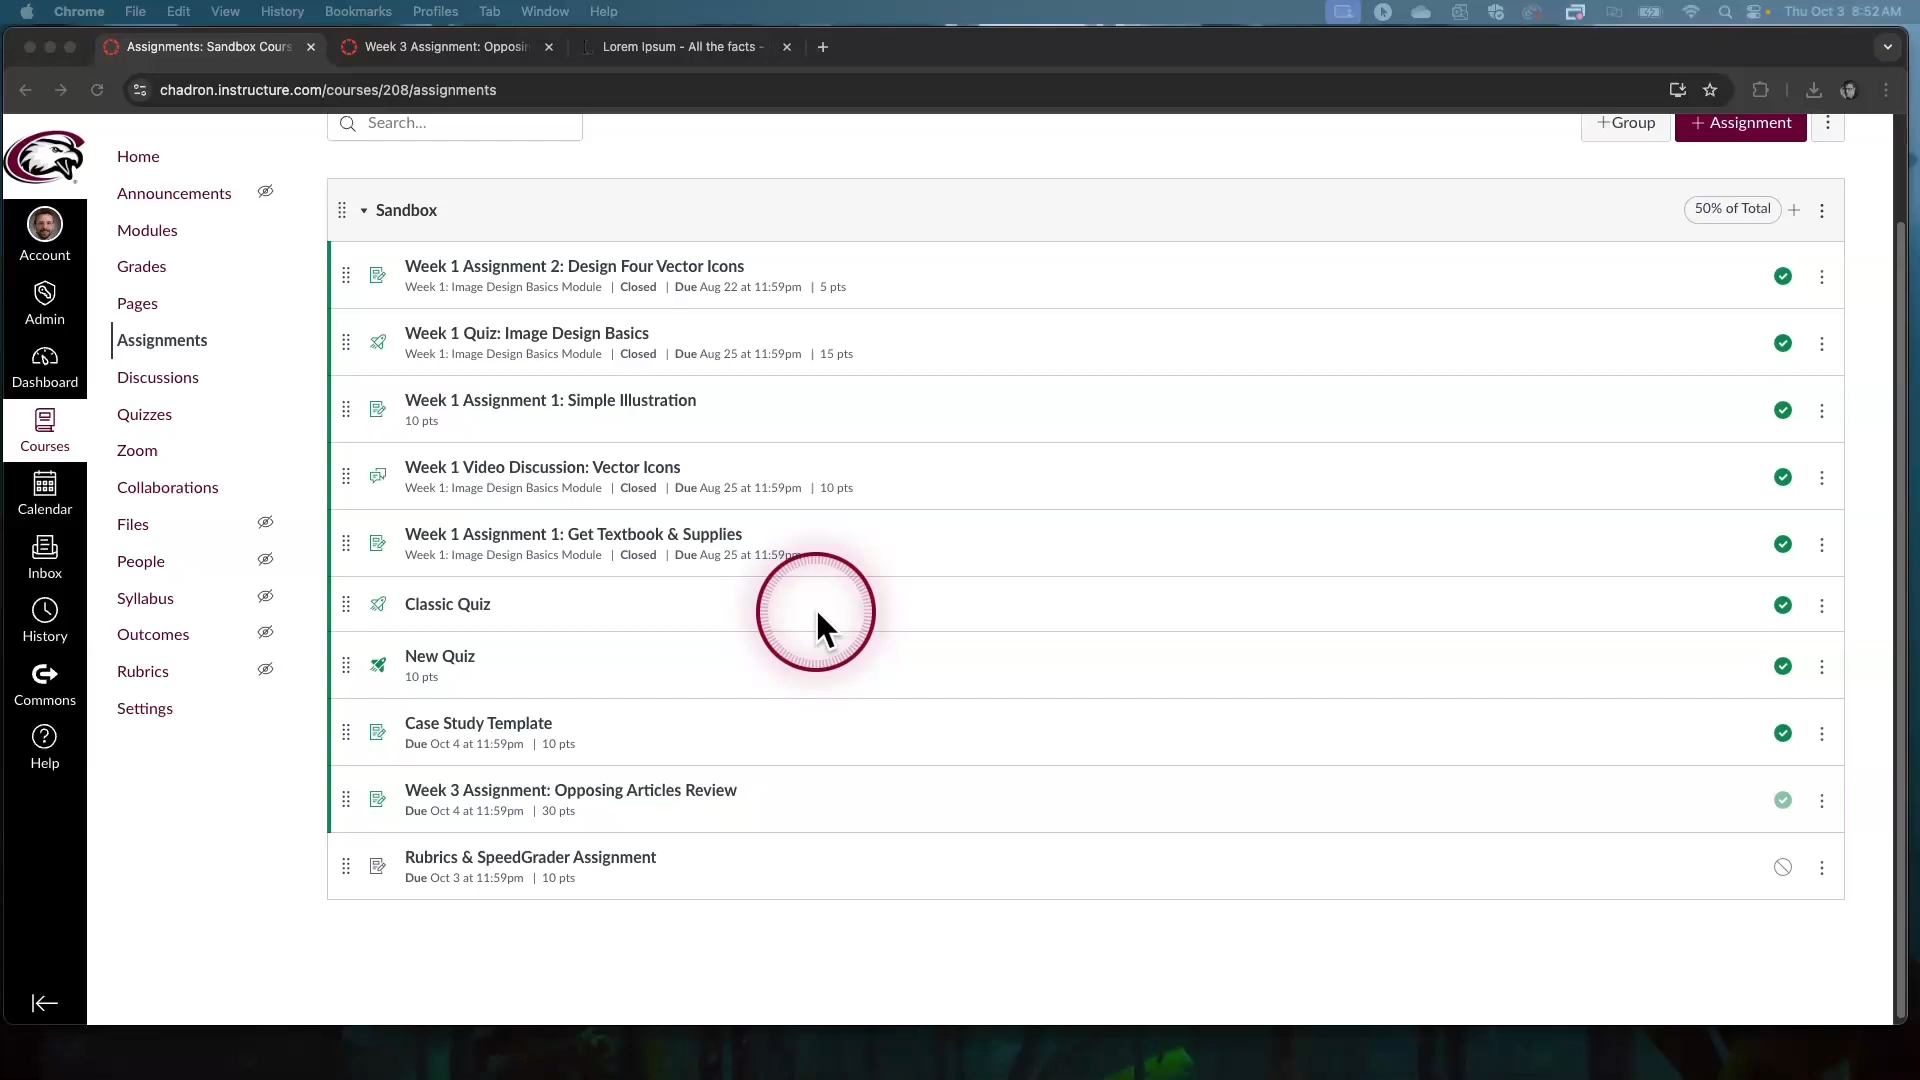 Chrome File Edit View History Bookmarks Profiles Tab Window Help Thu Oct 3 8:52 AM
Assignments: Sandbox Cours Week 3 Assignment: Opposin Lorem Ipsum - All the facts -
chadron.instructure.com/courses/208/assignments
Search... +Group + Assignment
Home
Announcements
Modules
Grades
Pages
Assignments
Discussions
Quizzes
Zoom
Collaborations
Files
People
Syllabus
Outcomes
Rubrics
Settings
Account
Admin
Dashboard
Courses
Calendar
Inbox
History
Commons
Help
Sandbox 50% of Total
Week 1 Assignment 2: Design Four Vector Icons
Week 1: Image Design Basics Module | Closed | Due Aug 22 at 11:59pm | 5 pts
Week 1 Quiz: Image Design Basics
Week 1: Image Design Basics Module | Closed | Due Aug 25 at 11:59pm | 15 pts
Week 1 Assignment 1: Simple Illustration
10 pts
Week 1 Video Discussion: Vector Icons
Week 1: Image Design Basics Module | Closed | Due Aug 25 at 11:59pm | 10 pts
Week 1 Assignment 1: Get Textbook & Supplies
Week 1: Image Design Basics Module | Closed | Due Aug 25 at 11:59pm
Classic Quiz
New Quiz
10 pts
Case Study Template
Due Oct 4 at 11:59pm | 10 pts
Week 3 Assignment: Opposing Articles Review
Due Oct 4 at 11:59pm | 30 pts
Rubrics & SpeedGrader Assignment
Due Oct 3 at 11:59pm | 10 pts